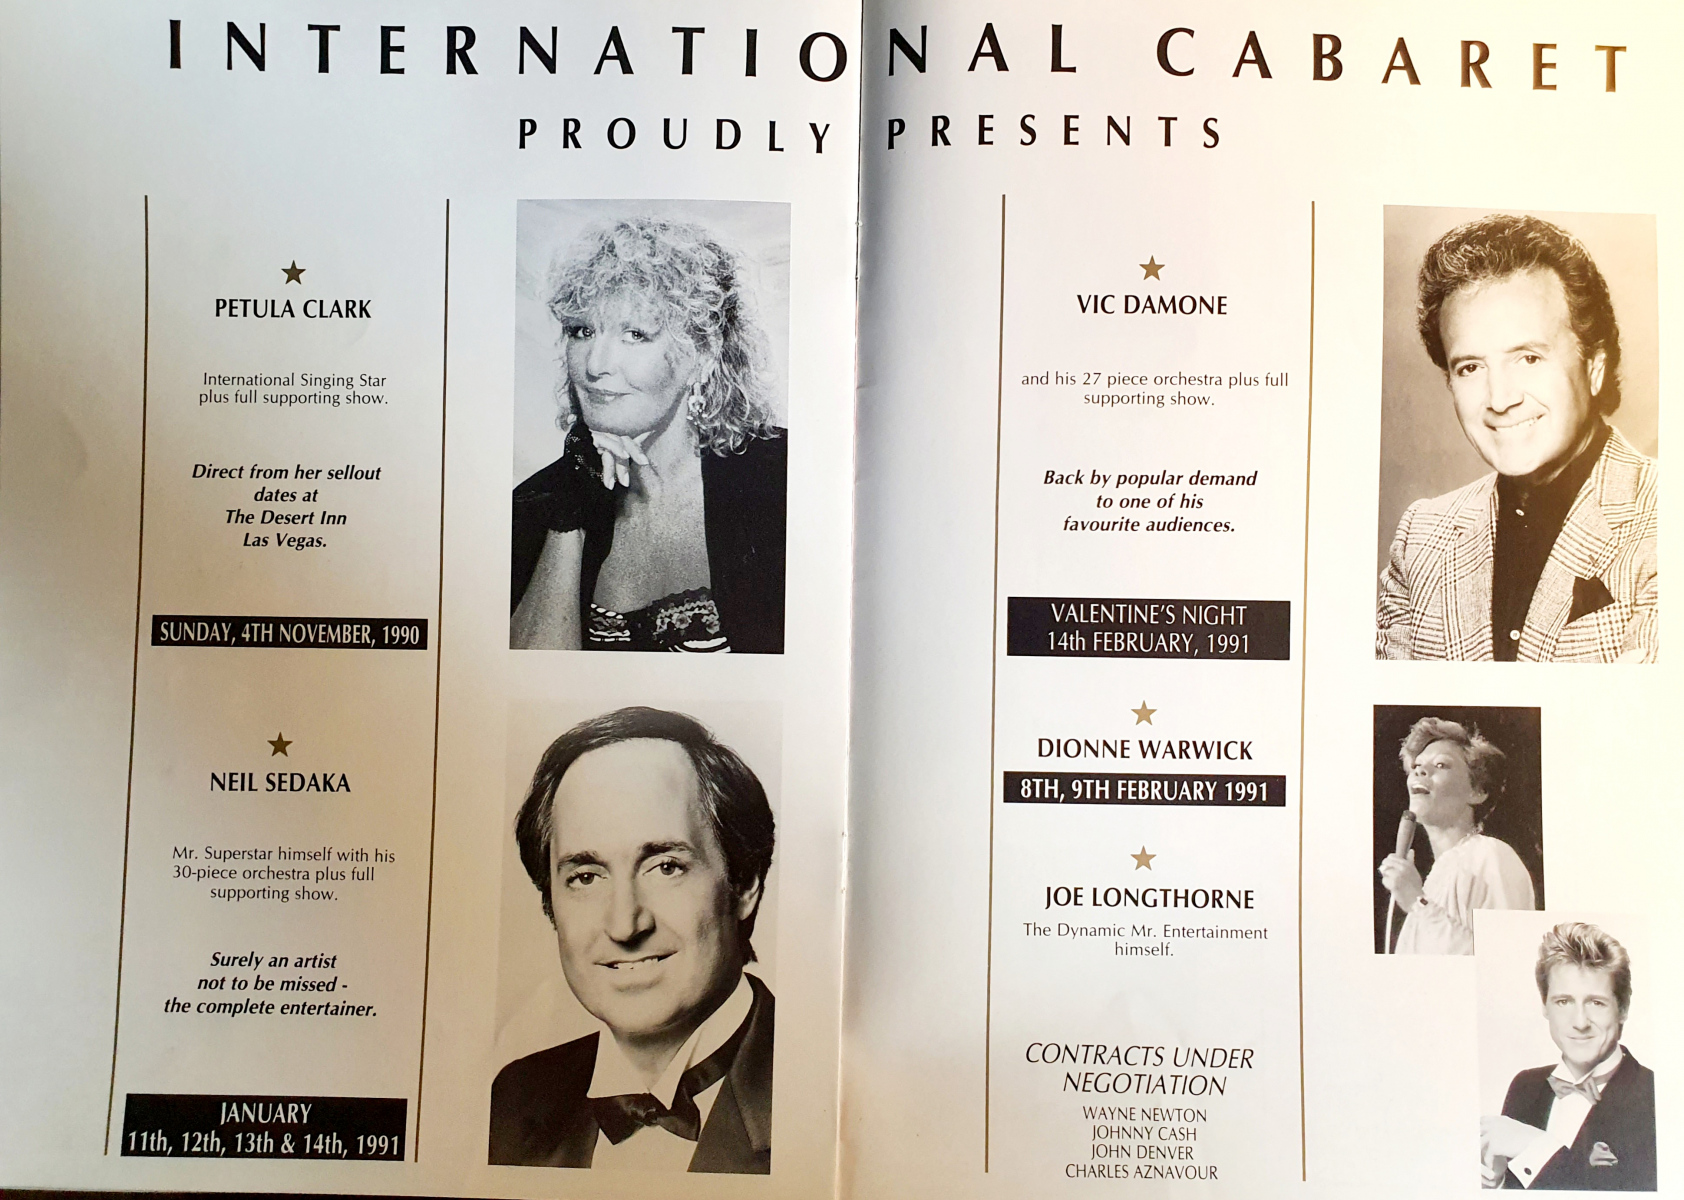 INTERNATIONAL CABARET
PROUDLY PRESENTS
PETULA CLARK
International Singing Star
plus full supporting show.
Direct from her sellout
dates at
The Desert Inn
Las Vegas.
SUNDAY, 4TH NOVEMBER, 1990
NEIL SEDAKA
Mr. Superstar himself with his
30-piece orchestra plus full
supporting show.
Surely an artist
not to be missed -
the complete entertainer.
JANUARY
11th, 12th, 13th & 14th, 1991
VIC DAMONE
and his 27 piece orchestra plus full
supporting show.
Back by popular demand
to one of his
favourite audiences.
VALENTINE'S NIGHT
14th FEBRUARY, 1991
DIONNE WARWICK
8TH, 9TH FEBRUARY 1991
JOE LONGTHORNE
The Dynamic Mr. Entertainment
himself.
CONTRACTS UNDER
NEGOTIATION
WAYNE NEWTON
JOHNNY CASH
JOHN DENVER
CHARLES AZNAVOUR